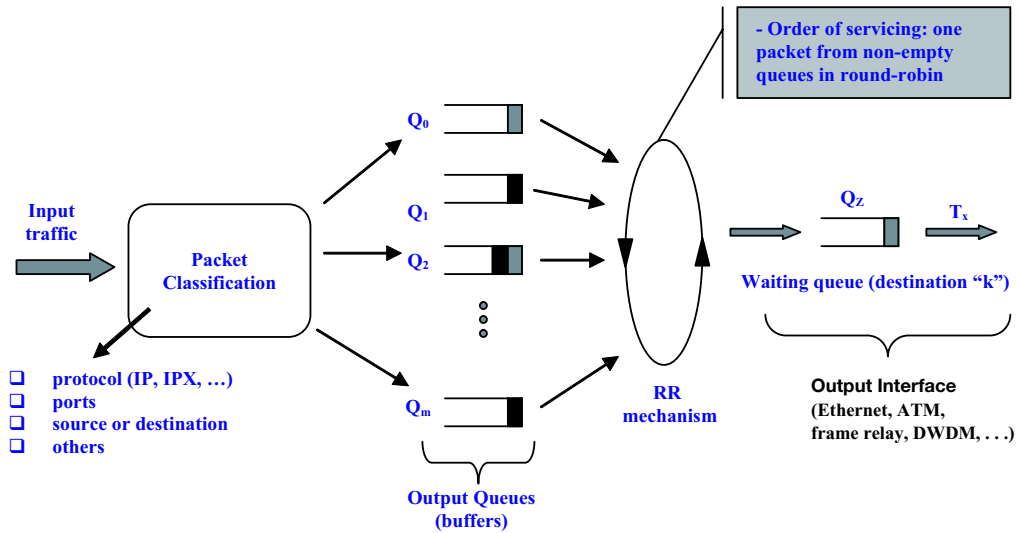 - Order of servicing: one
packet from non-empty
queues in round-robin
Input
traffic
Packet
Classification
❑ protocol (IP, IPX, …)
❑ ports
❑ source or destination
❑ others
Q₀
Q₁
Q₂
Qₘ
Output Queues
(buffers)
RR
mechanism
Q_Z
Tₓ
Waiting queue (destination “k”)
Output Interface
(Ethernet, ATM,
frame relay, DWDM, . . .)